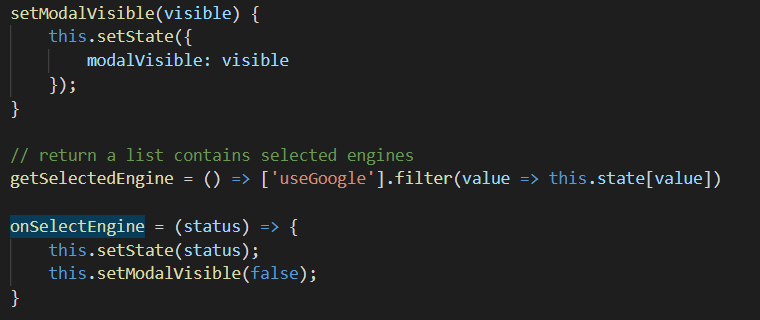 setModalVisible(visible) {
    this.setState({
        modalVisible: visible
    });
}

// return a list contains selected engines
getSelectedEngine = () => ['useGoogle'].filter(value => this.state[value])

onSelectEngine = (status) => {
    this.setState(status);
    this.setModalVisible(false);
}